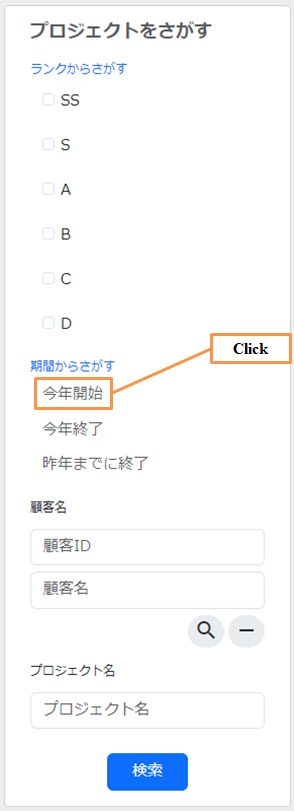 プロジェクトをさがす
ランクからさがす
SS
S
A
B
C
D
Click
期間からさがす
今年開始
今年終了
昨年までに終了
顧客名
顧客ID
顧客名
プロジェクト名
プロジェクト名
検索